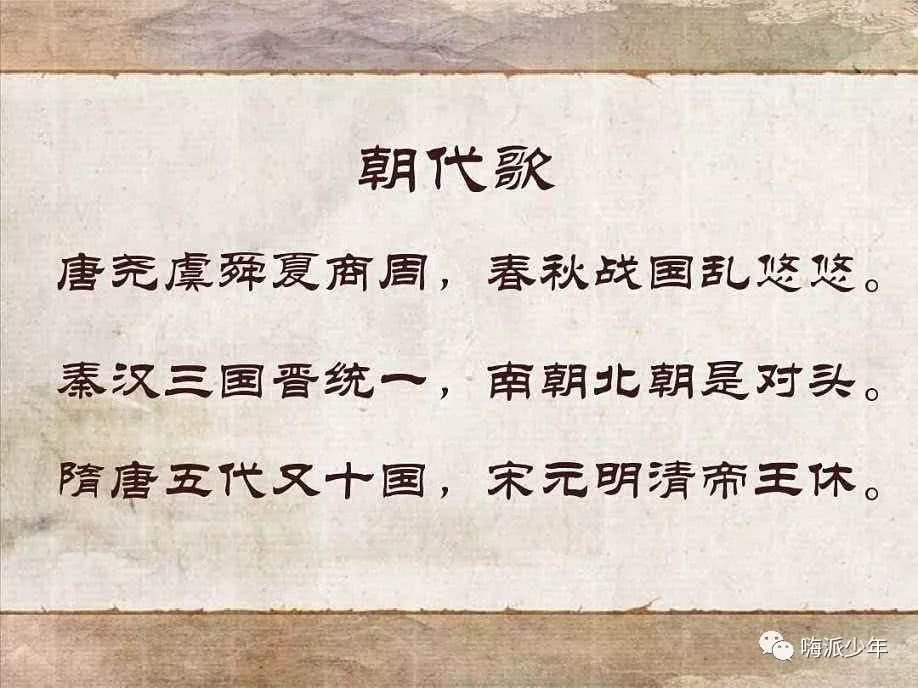 朝代歌
唐尧虞舜夏商周，春秋战国乱悠悠。
秦汉三国晋统一，南朝北朝是对头。
隋唐五代又十国，宋元明清帝王休。
嗨派少年